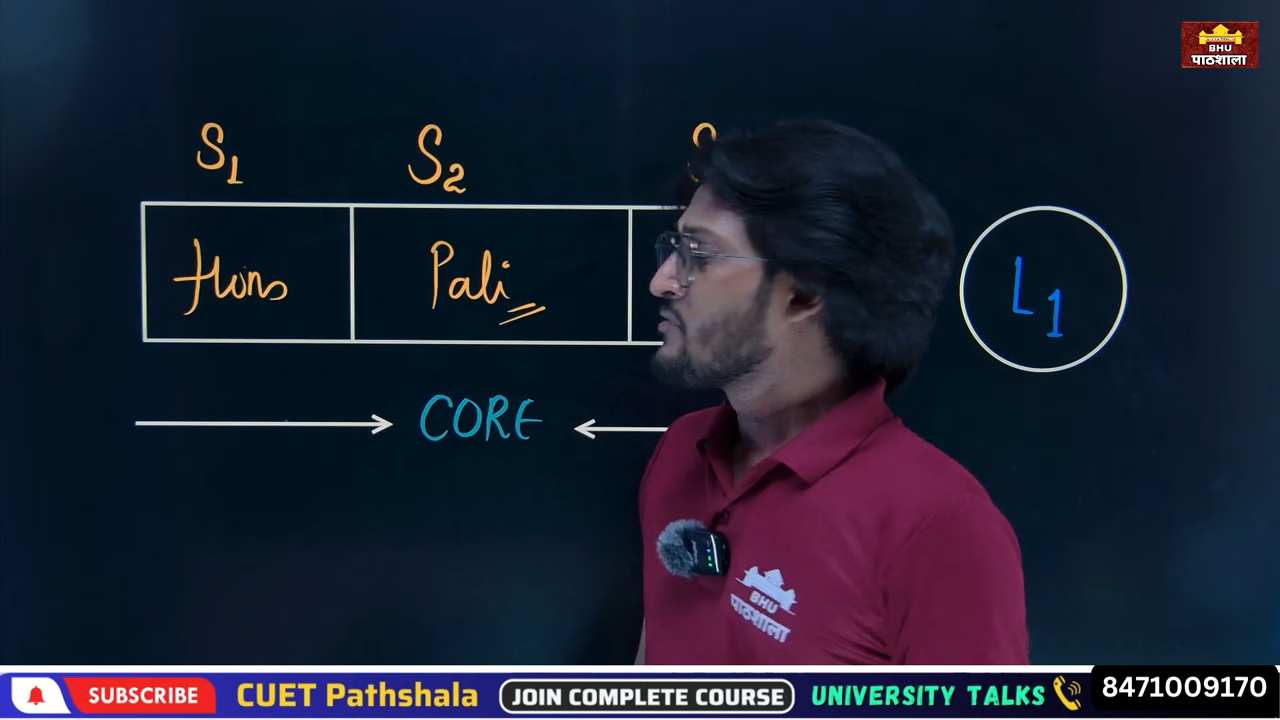 BHU
पाठशाला
S1 S2 S
Hons Pali L1
CORE
BHU
पाठशाला
SUBSCRIBE CUET Pathshala JOIN COMPLETE COURSE UNIVERSITY TALKS 8471009170